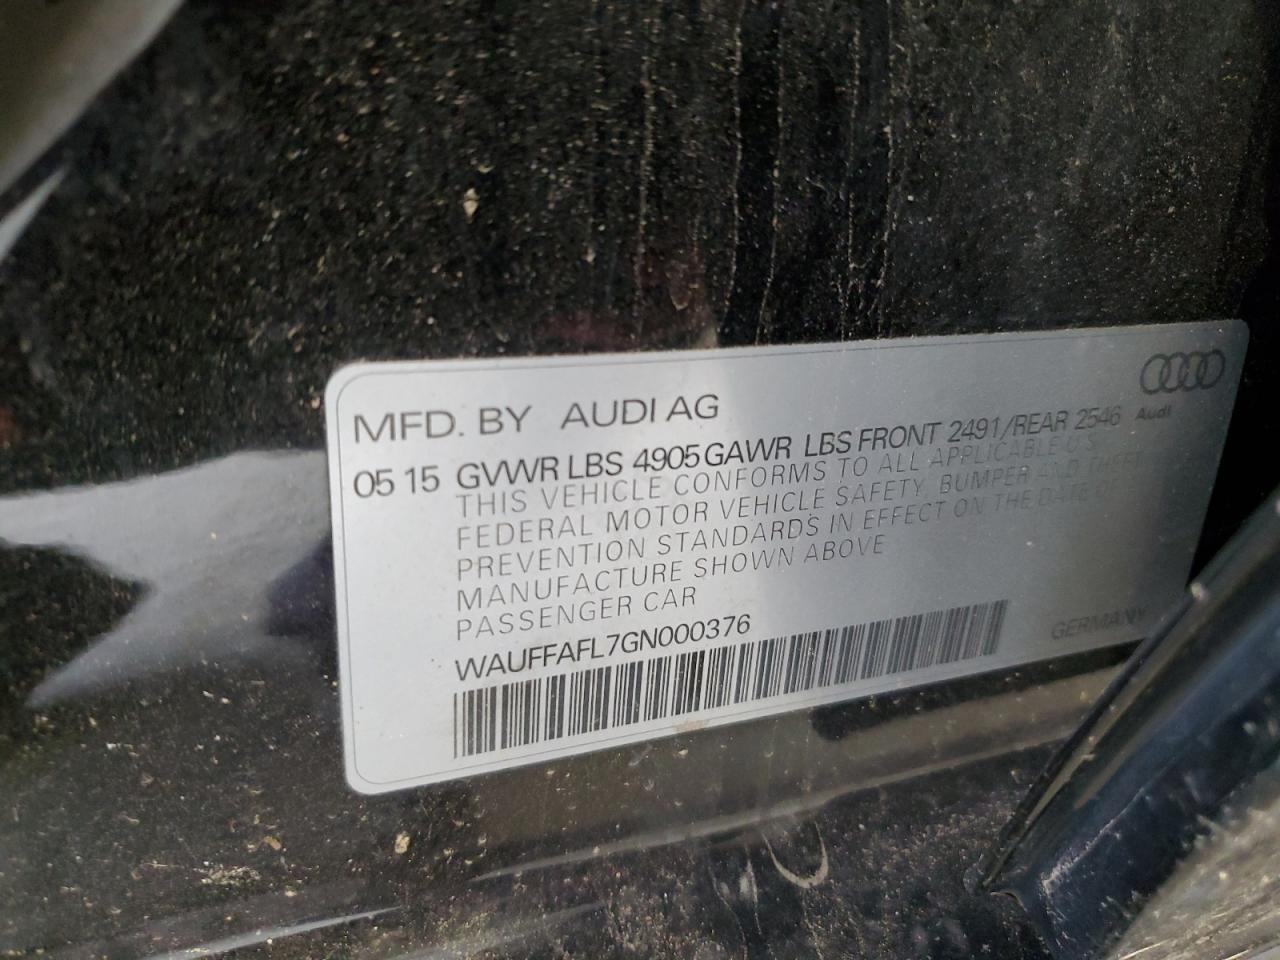 MFD. BY AUDI AG
Audi
05 15 GVWR LBS 4905 GAWR LBS FRONT 2491/REAR 2546
THIS VEHICLE CONFORMS TO ALL APPLICABLE U.S.
FEDERAL MOTOR VEHICLE SAFETY, BUMPER AND THEFT
PREVENTION STANDARDS IN EFFECT ON THE DATE OF
MANUFACTURE SHOWN ABOVE
PASSENGER CAR
WAUFFAFL7GN000376
GERMANY